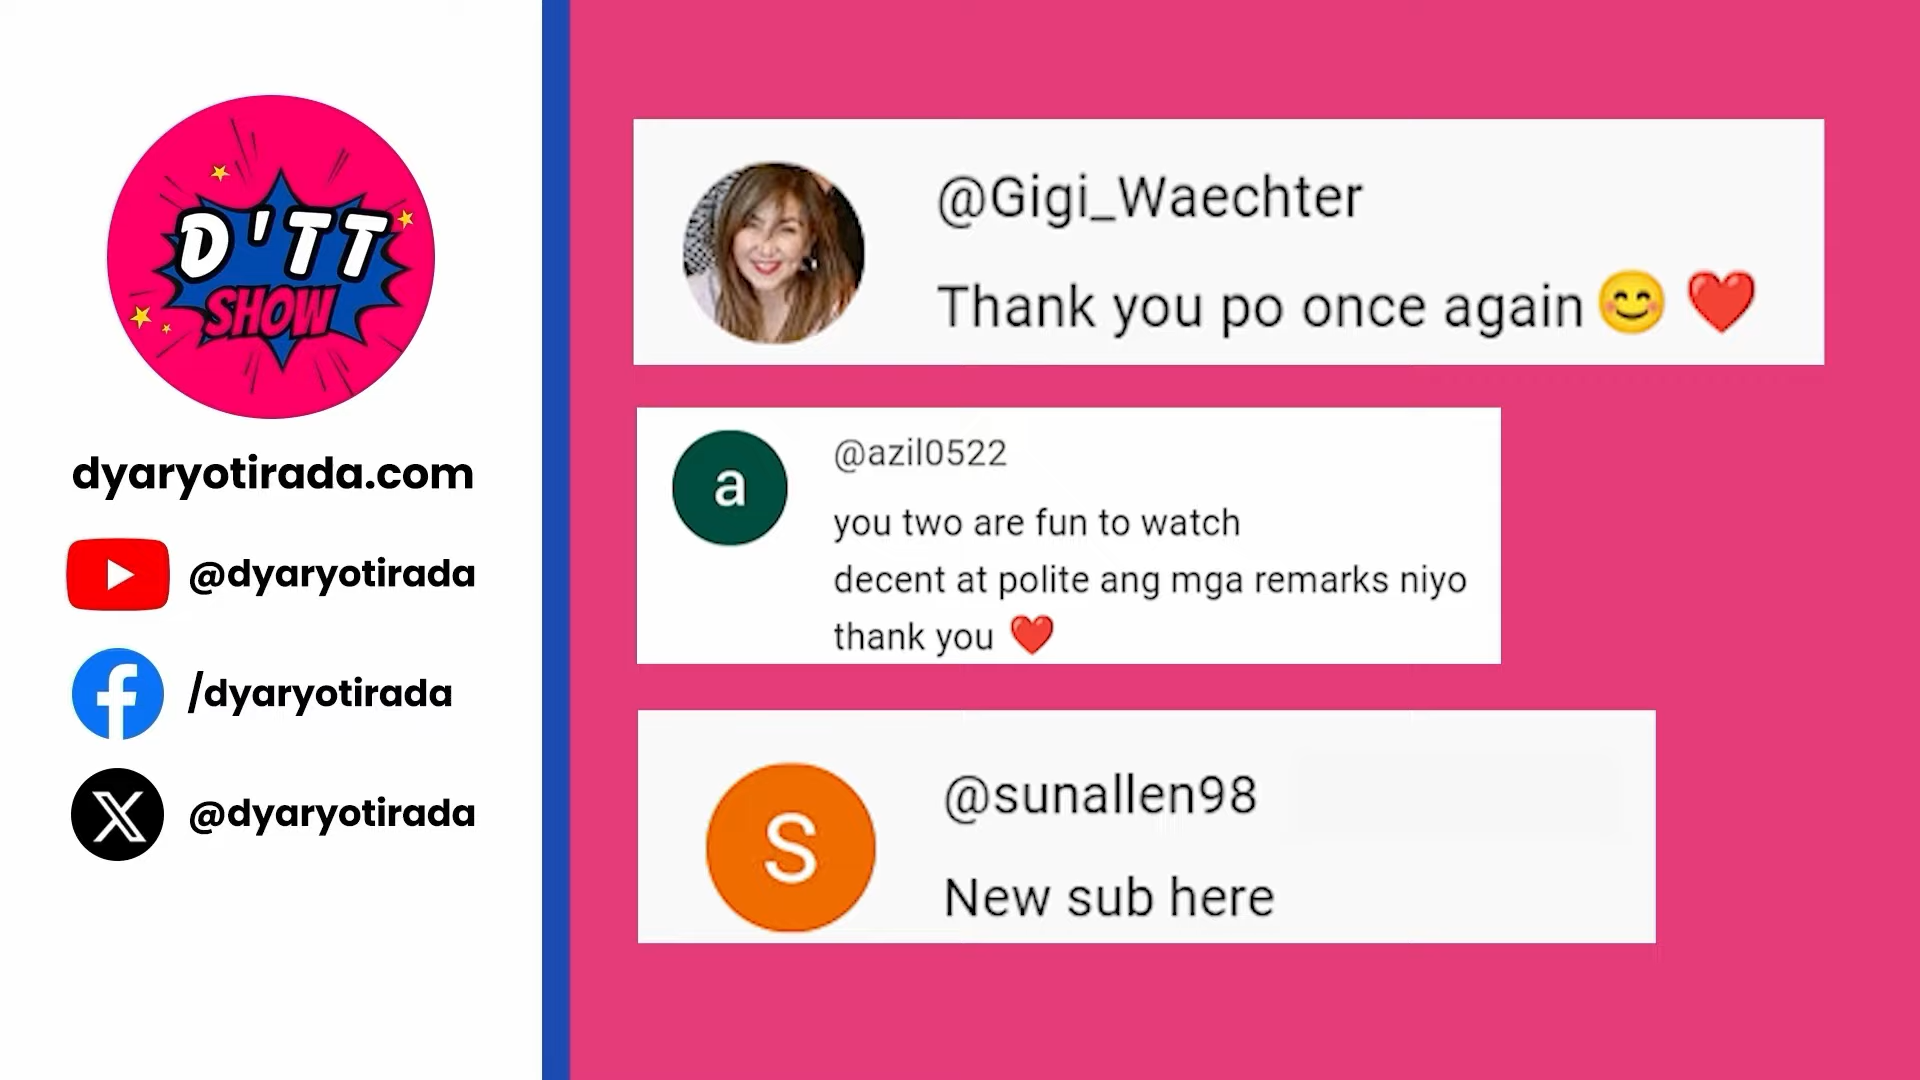 D'TT
SHOW
dyaryotirada.com
@dyaryotirada
/dyaryotirada
@dyaryotirada
@Gigi_Waechter
Thank you po once again 😊 ❤️
a
@azil0522
you two are fun to watch
decent at polite ang mga remarks niyo
thank you ❤️
S
@sunallen98
New sub here